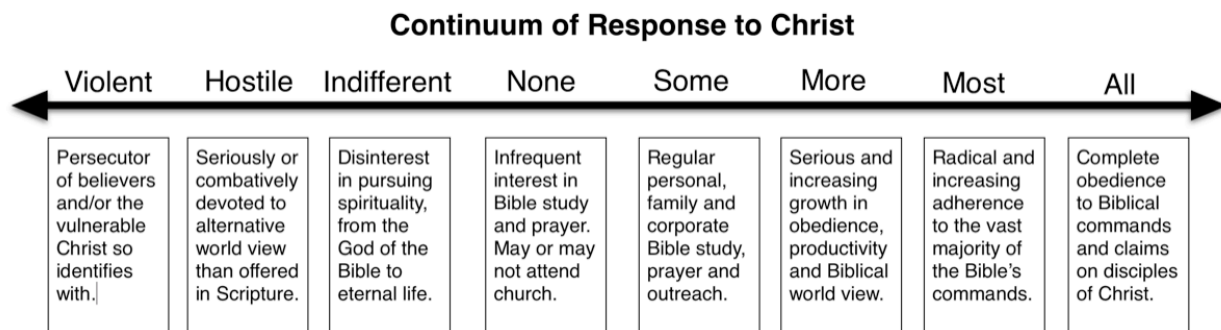 Continuum of Response to Christ
Violent Hostile Indifferent None Some More Most All
Persecutor
of believers
and/or the
vulnerable
Christ so
identifies
with.
Seriously or
combatively
devoted to
alternative
world view
than offered
in Scripture.
Disinterest
in pursuing
spirituality,
from the
God of the
Bible to
eternal life.
Infrequent
interest in
Bible study
and prayer.
May or may
not attend
church.
Regular
personal,
family and
corporate
Bible study,
prayer and
outreach.
Serious and
increasing
growth in
obedience,
productivity
and Biblical
world view.
Radical and
increasing
adherence
to the vast
majority of
the Bible's
commands.
Complete
obedience
to Biblical
commands
and claims
on disciples
of Christ.